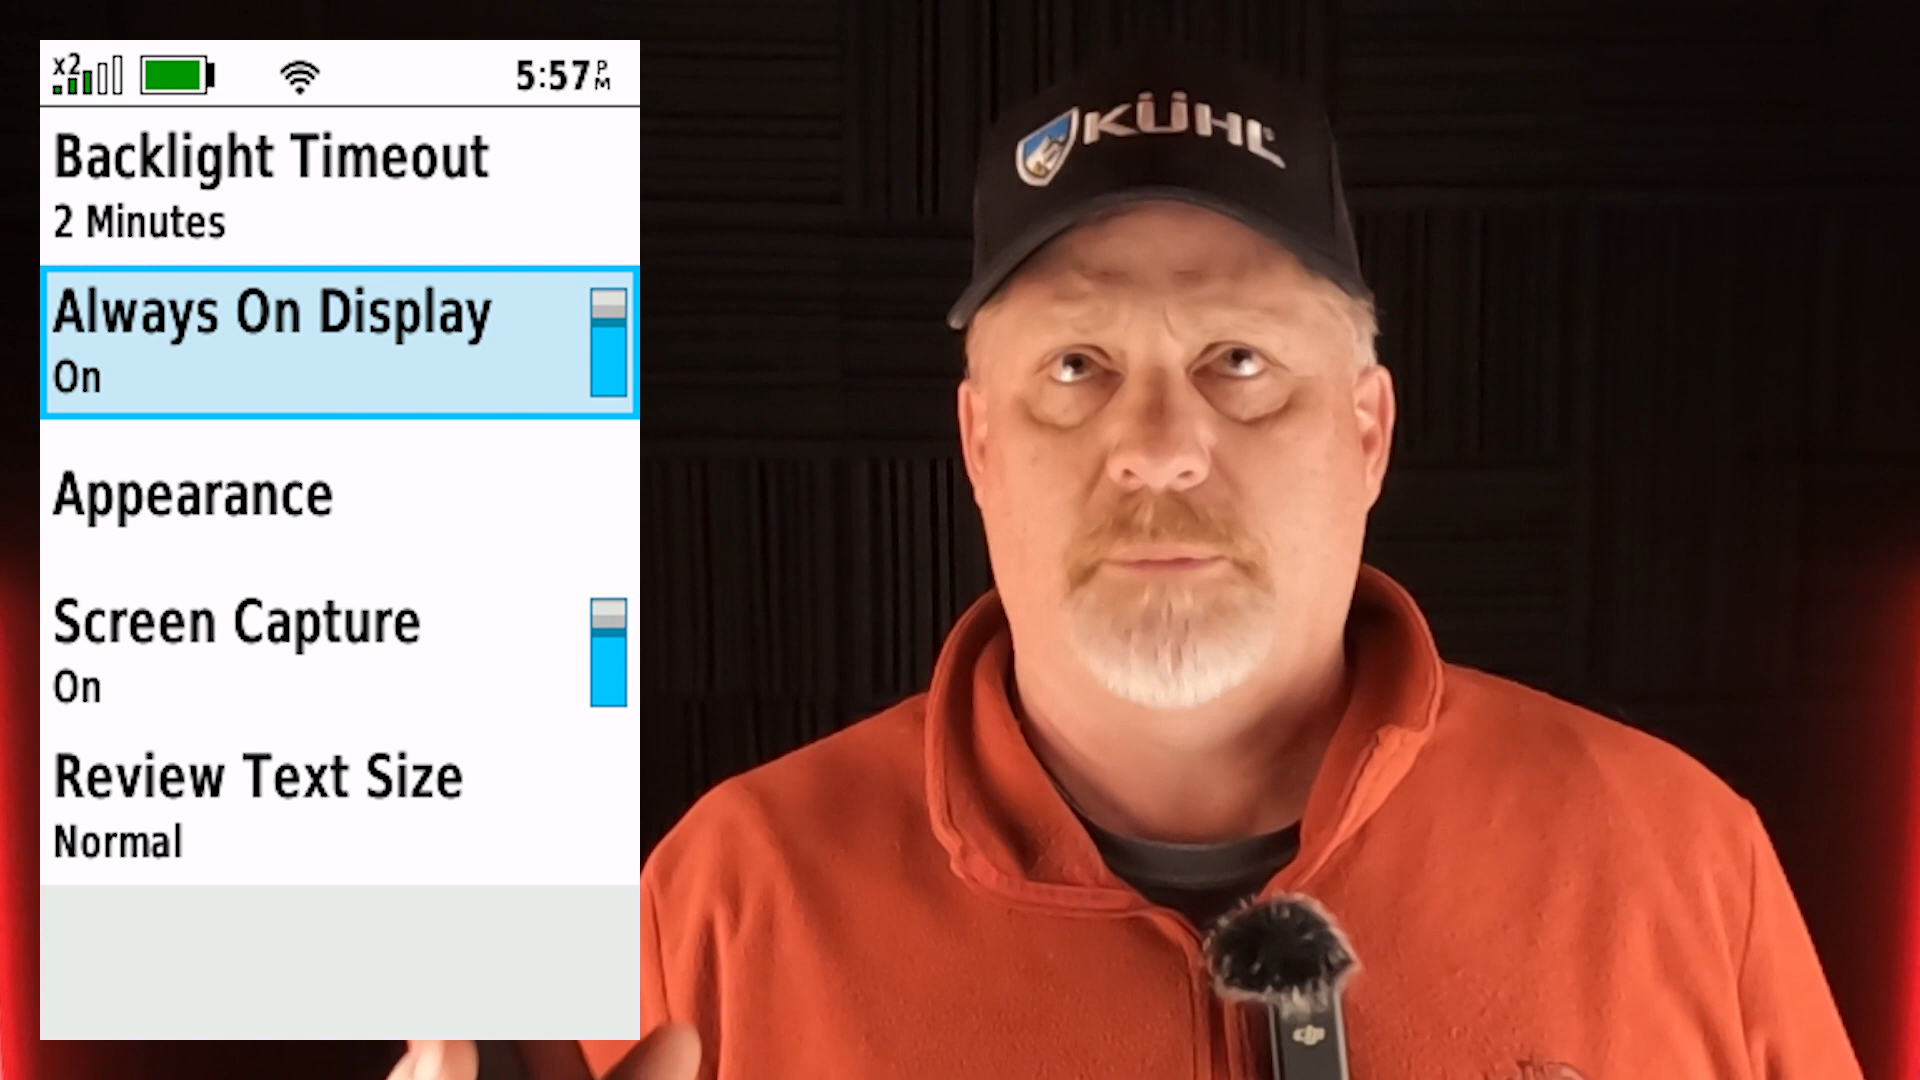 x2
5:57 PM
Backlight Timeout
2 Minutes
Always On Display
On
Appearance
Screen Capture
On
Review Text Size
Normal
KÜHL
dji